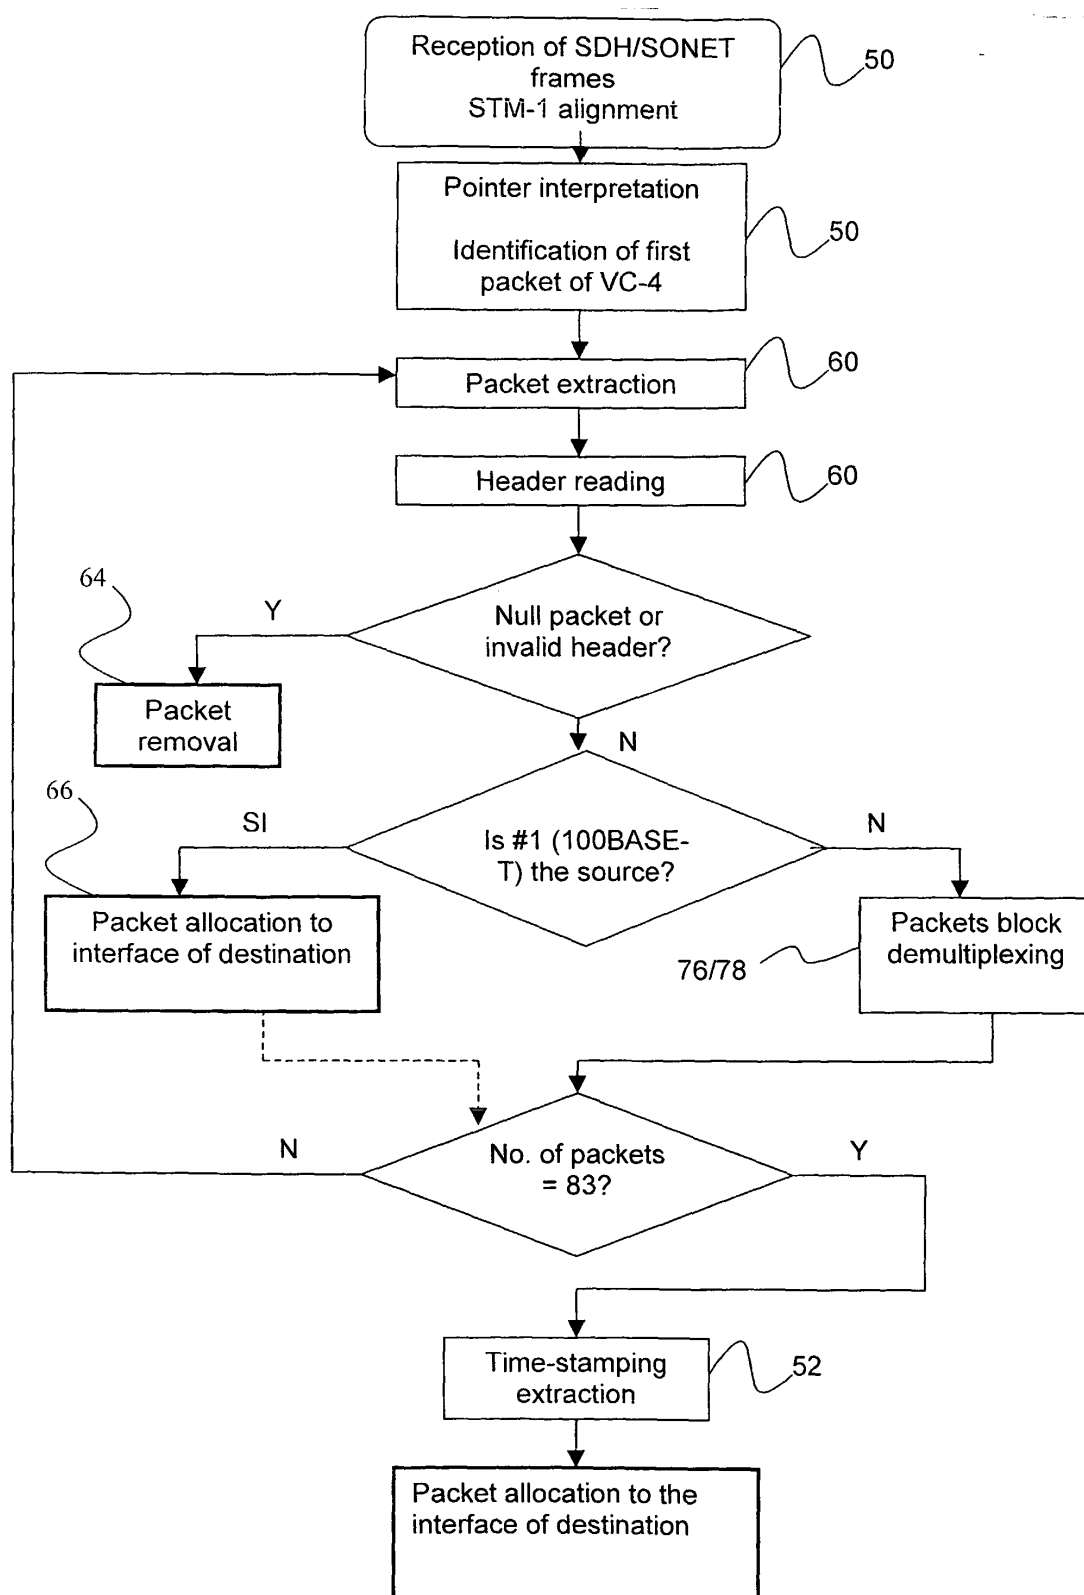 Reception of SDH/SONET
frames
STM-1 alignment
50
Pointer interpretation
Identification of first
packet of VC-4
50
Packet extraction
60
Header reading
60
Null packet or
invalid header?
Y
N
64
Packet
removal
Is #1 (100BASE-
T) the source?
SI
N
66
Packet allocation to
interface of destination
Packets block
demultiplexing
76/78
No. of packets
= 83?
N
Y
Time-stamping
extraction
52
Packet allocation to the
interface of destination